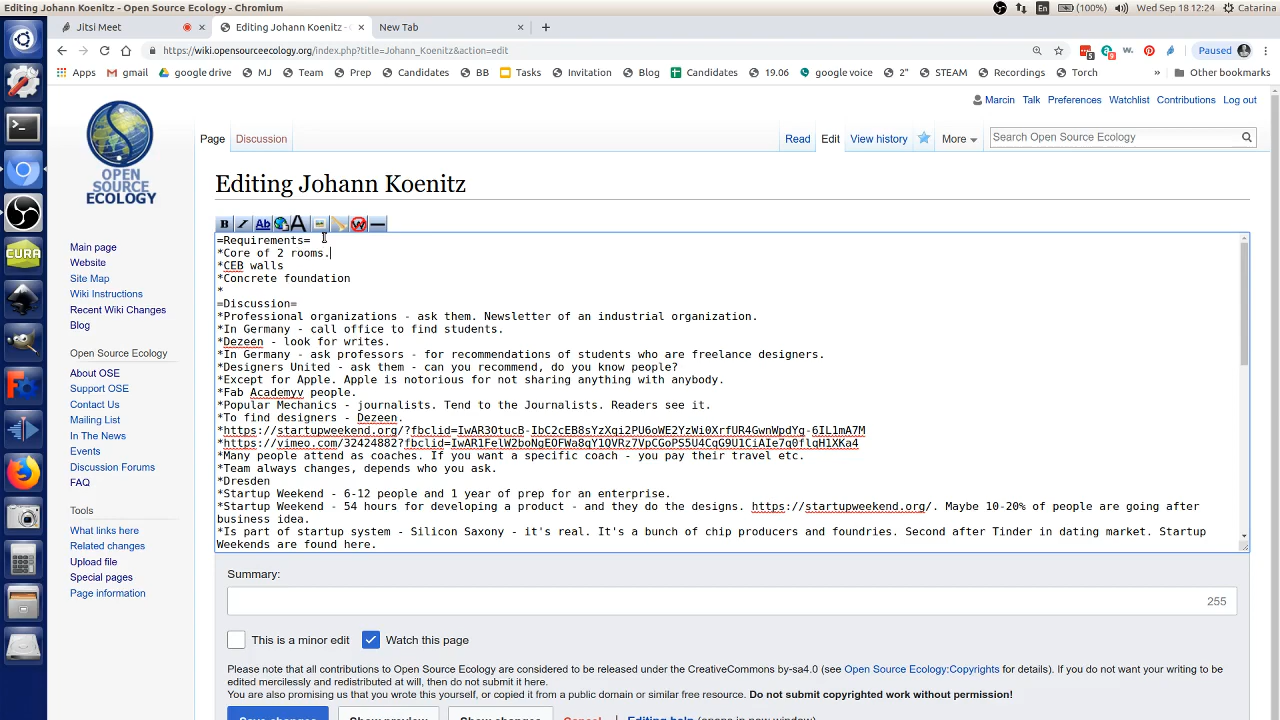 Editing Johann Koenitz - Open Source Ecology - Chromium
En (100%) Wed Sep 18 12:24 Catarina
Jitsi Meet Editing Johann Koenitz - New Tab
https://wiki.opensourceecology.org/index.php?title=Johann_Koenitz&action=edit Paused
Apps gmail google drive MJ Team Prep Candidates BB Tasks Invitation Blog Candidates 19.06 google voice 2" STEAM Recordings Torch » Other bookmarks
Marcin Talk Preferences Watchlist Contributions Log out
Page Discussion Read Edit View history More Search Open Source Ecology
OPEN
SOURCE
ECOLOGY
Main page
Website
Site Map
Wiki Instructions
Recent Wiki Changes
Blog
Open Source Ecology
About OSE
Support OSE
Contact Us
Mailing List
In The News
Events
Discussion Forums
FAQ
Tools
What links here
Related changes
Upload file
Special pages
Page information
Editing Johann Koenitz
B I Ab A W
=Requirements=
*Core of 2 rooms.
*CEB walls
*Concrete foundation
*
=Discussion=
*Professional organizations - ask them. Newsletter of an industrial organization.
*In Germany - call office to find students.
*Dezeen - look for writes.
*In Germany - ask professors - for recommendations of students who are freelance designers.
*Designers United - ask them - can you recommend, do you know people?
*Except for Apple. Apple is notorious for not sharing anything with anybody.
*Fab Academyv people.
*Popular Mechanics - journalists. Tend to the Journalists. Readers see it.
*To find designers - Dezeen.
*https://startupweekend.org/?fbclid=IwAR3OtucB-IbC2cEB8sYzXqi2PU6oWE2YzWi0XrfUR4GwnWpdYg-6IL1mA7M
*https://vimeo.com/32424882?fbclid=IwAR1FelW2boNgEOFWa8gY1QVRz7VpCGoPS5U4CqG9U1CiAIe7q0flqH1XKa4
*Many people attend as coaches. If you want a specific coach - you pay their travel etc.
*Team always changes, depends who you ask.
*Dresden
*Startup Weekend - 6-12 people and 1 year of prep for an enterprise.
*Startup Weekend - 54 hours for developing a product - and they do the designs. https://startupweekend.org/. Maybe 10-20% of people are going after
business idea.
*Is part of startup system - Silicon Saxony - it's real. It's a bunch of chip producers and foundries. Second after Tinder in dating market. Startup
Weekends are found here.
Summary:
255
This is a minor edit Watch this page
Please note that all contributions to Open Source Ecology are considered to be released under the CreativeCommons by-sa4.0 (see Open Source Ecology:Copyrights for details). If you do not want your writing to be
edited mercilessly and redistributed at will, then do not submit it here.
You are also promising us that you wrote this yourself, or copied it from a public domain or similar free resource. Do not submit copyrighted work without permission!
Save changes Show preview Show changes Cancel Editing help (opens in new window)